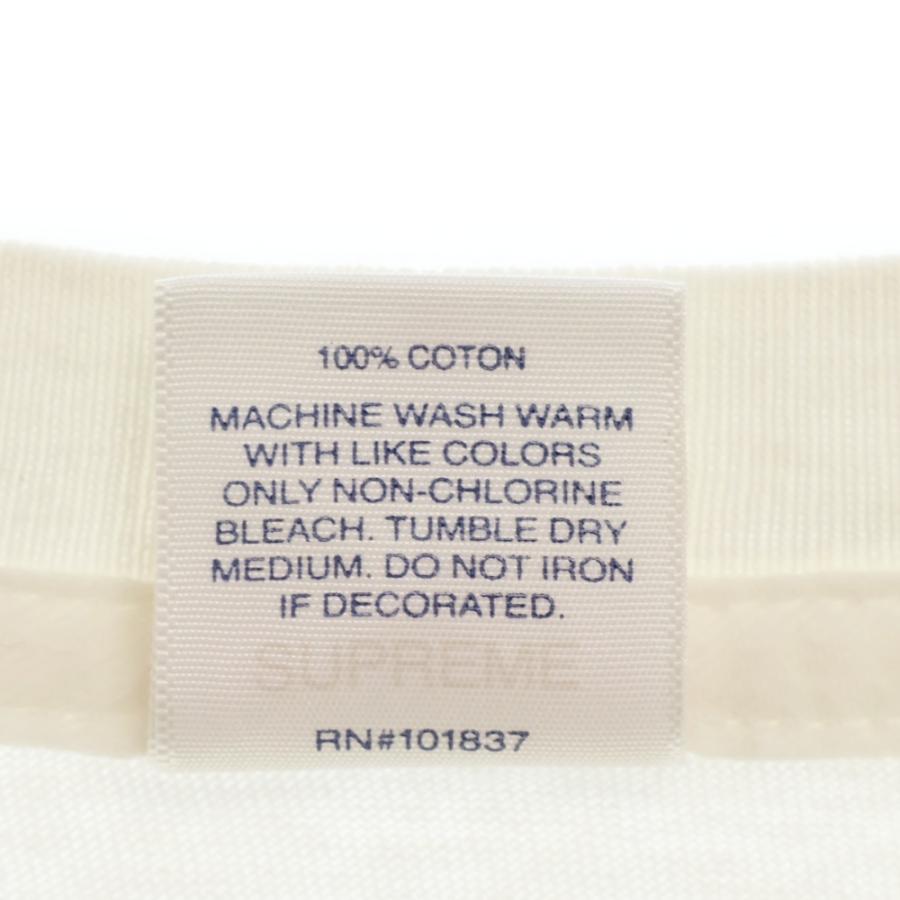 100% COTON
MACHINE WASH WARM
WITH LIKE COLORS
ONLY NON-CHLORINE
BLEACH. TUMBLE DRY
MEDIUM. DO NOT IRON
IF DECORATED.
SUPREME
RN#101837